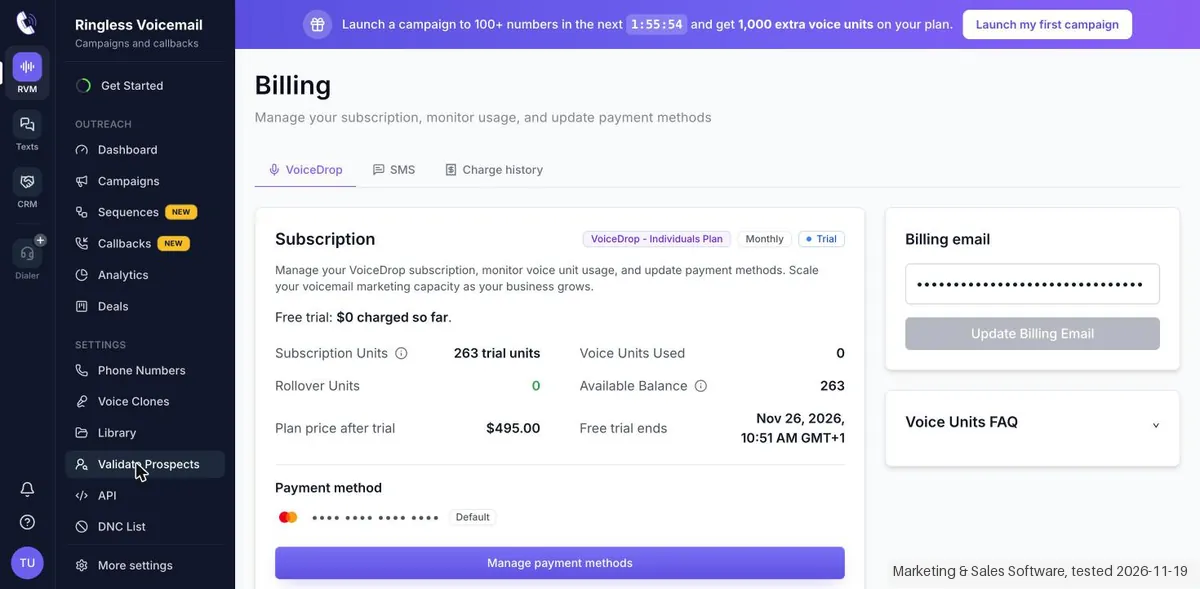 Ringless Voicemail
Campaigns and callbacks
RVM
Texts
CRM
Dialer
TU
Get Started
OUTREACH
Dashboard
Campaigns
Sequences NEW
Callbacks NEW
Analytics
Deals
SETTINGS
Phone Numbers
Voice Clones
Library
Validate Prospects
API
DNC List
More settings
Launch a campaign to 100+ numbers in the next 1:55:54 and get 1,000 extra voice units on your plan. Launch my first campaign
Billing
Manage your subscription, monitor usage, and update payment methods
VoiceDrop SMS Charge history
Subscription VoiceDrop - Individuals Plan Monthly Trial
Manage your VoiceDrop subscription, monitor voice unit usage, and update payment methods. Scale
your voicemail marketing capacity as your business grows.
Free trial: $0 charged so far.
Subscription Units 263 trial units Voice Units Used 0
Rollover Units 0 Available Balance 263
Plan price after trial $495.00 Free trial ends Nov 26, 2026,
10:51 AM GMT+1
Payment method
•••• •••• •••• •••• Default
Manage payment methods
Billing email
•••••••••••••••••••••••••••••••
Update Billing Email
Voice Units FAQ
Marketing & Sales Software, tested 2026-11-19